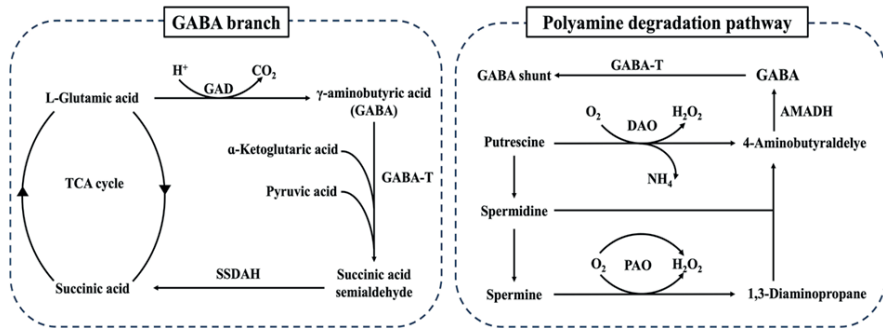 GABA branch
H⁺
CO₂
GAD
L-Glutamic acid
γ-aminobutyric acid
(GABA)
α-Ketoglutaric acid
TCA cycle
GABA-T
Pyruvic acid
SSDAH
Succinic acid
Succinic acid
semialdehyde
Polyamine degradation pathway
GABA shunt
GABA-T
GABA
O₂
H₂O₂
AMADH
DAO
Putrescine
4-Aminobutyraldelye
NH₄
Spermidine
O₂
PAO
H₂O₂
Spermine
1,3-Diaminopropane